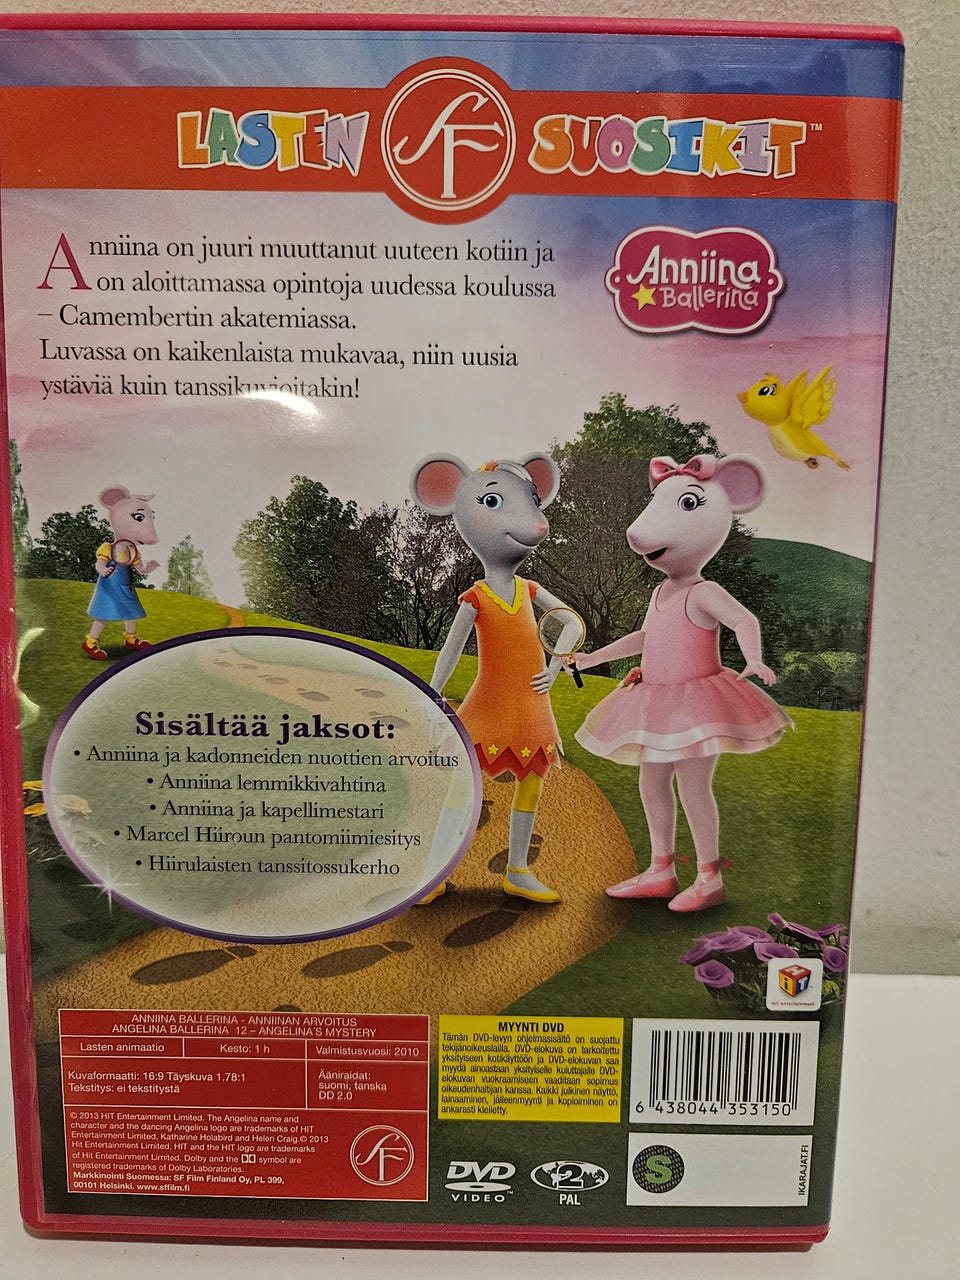 LASTEN SF SUOSIKIT™
Anniina on juuri muuttanut uuteen kotiin ja
on aloittamassa opintoja uudessa koulussa
– Camembertin akatemiassa.
Luvassa on kaikenlaista mukavaa, niin uusia
ystäviä kuin tanssikuvioitakin!
Anniina
Ballerina
Sisältää jaksot:
• Anniina ja kadonneiden nuottien arvoitus
• Anniina lemmikkivahtina
• Anniina ja kapellimestari
• Marcel Hiiroun pantomiimiesitys
• Hiirulaisten tanssitossukerho
HiT
hit entertainment
ANNIINA BALLERINA - ANNIINAN ARVOITUS
ANGELINA BALLERINA 12 – ANGELINA'S MYSTERY
Lasten animaatio
Kesto: 1 h
Valmistusvuosi: 2010
Kuvaformaatti: 16:9 Täyskuva 1.78:1
Tekstitys: ei tekstitystä
Ääniraidat:
suomi, tanska
DD 2.0
© 2013 HIT Entertainment Limited. The Angelina name and
character and the dancing Angelina logo are trademarks of HIT
Entertainment Limited, Katharine Holabird and Helen Craig.© 2013
Hit Entertainment Limited. HIT and the HIT logo are trademarks
of Hit Entertainment Limited. Dolby and the DD symbol are
registered trademarks of Dolby Laboratories.
Markkinointi Suomessa: SF Film Finland Oy, PL 399,
00101 Helsinki. www.sffilm.fi
SF
MYYNTI DVD
Tämän DVD-levyn ohjelmasisältö on suojattu
tekijänoikeuslailla. DVD-elokuva on tarkoitettu
yksityiseen kotikäyttöön ja DVD-elokuvan saa
myydä ainoastaan yksityiselle kuluttajalle DVD-
elokuvan vuokraamiseen vaaditaan sopimus
oikeudenhaltijan kanssa. Kaikki julkinen näyttö,
lainaaminen, jälleenmyynti ja kopioiminen on
ankarasti kielletty.
6 438044 353150
DVD
VIDEO™
2
PAL
S
IKARAJAT.FI